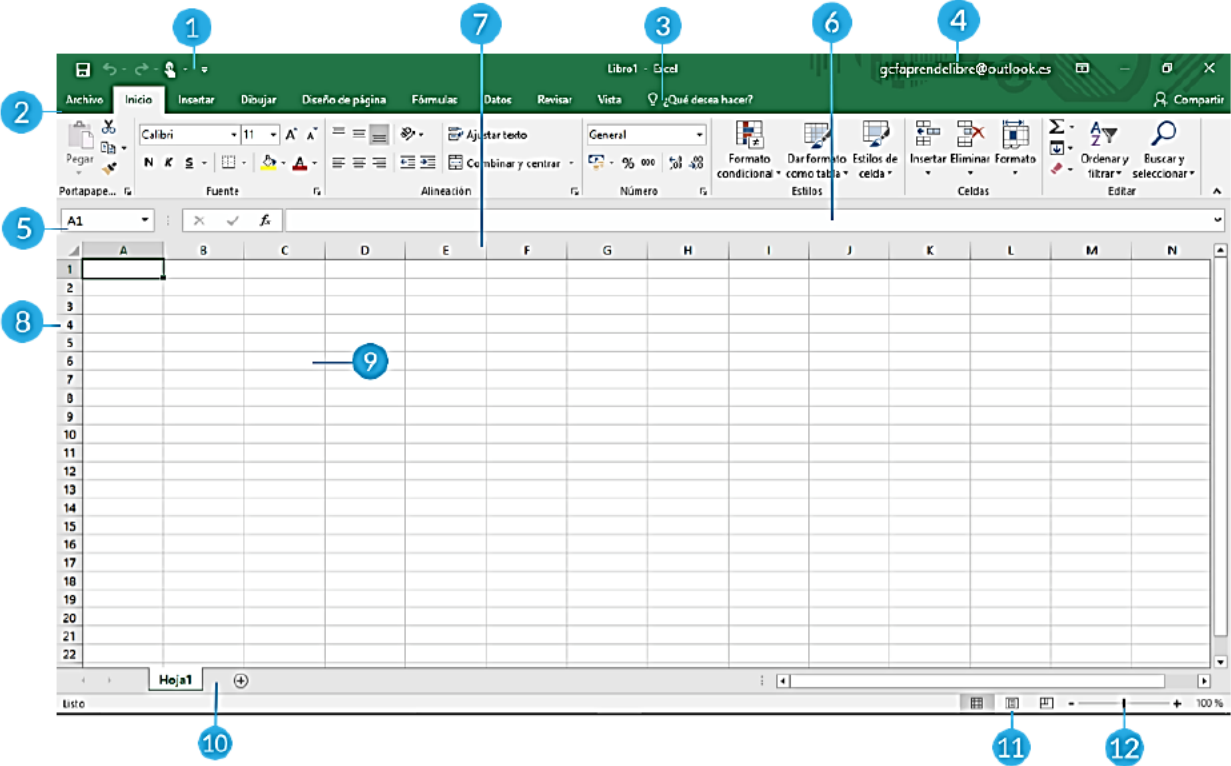 1 7 3 6 4
Libro1 - Excel gcfaprendelibre@outlook.es
2 Archivo Inicio Insertar Dibujar Diseño de página Fórmulas Datos Revisar Vista ¿Qué desea hacer? Compartir
Calibri 11 A A Ajustar texto General Σ A Z
Pegar N K S A Combinar y centrar % 000 Formato condicional Dar formato como tabla Estilos de celda Insertar Eliminar Formato Ordenar y filtrar Buscar y seleccionar
Portapape... Fuente Alineación Número Estilos Celdas Editar
5 A1 fx
A B C D E F G H I J K L M N
1
2
3
8 4
5
6 9
7
8
9
10
11
12
13
14
15
16
17
18
19
20
21
22
Hoja1
Listo - + 100 %
10 11 12